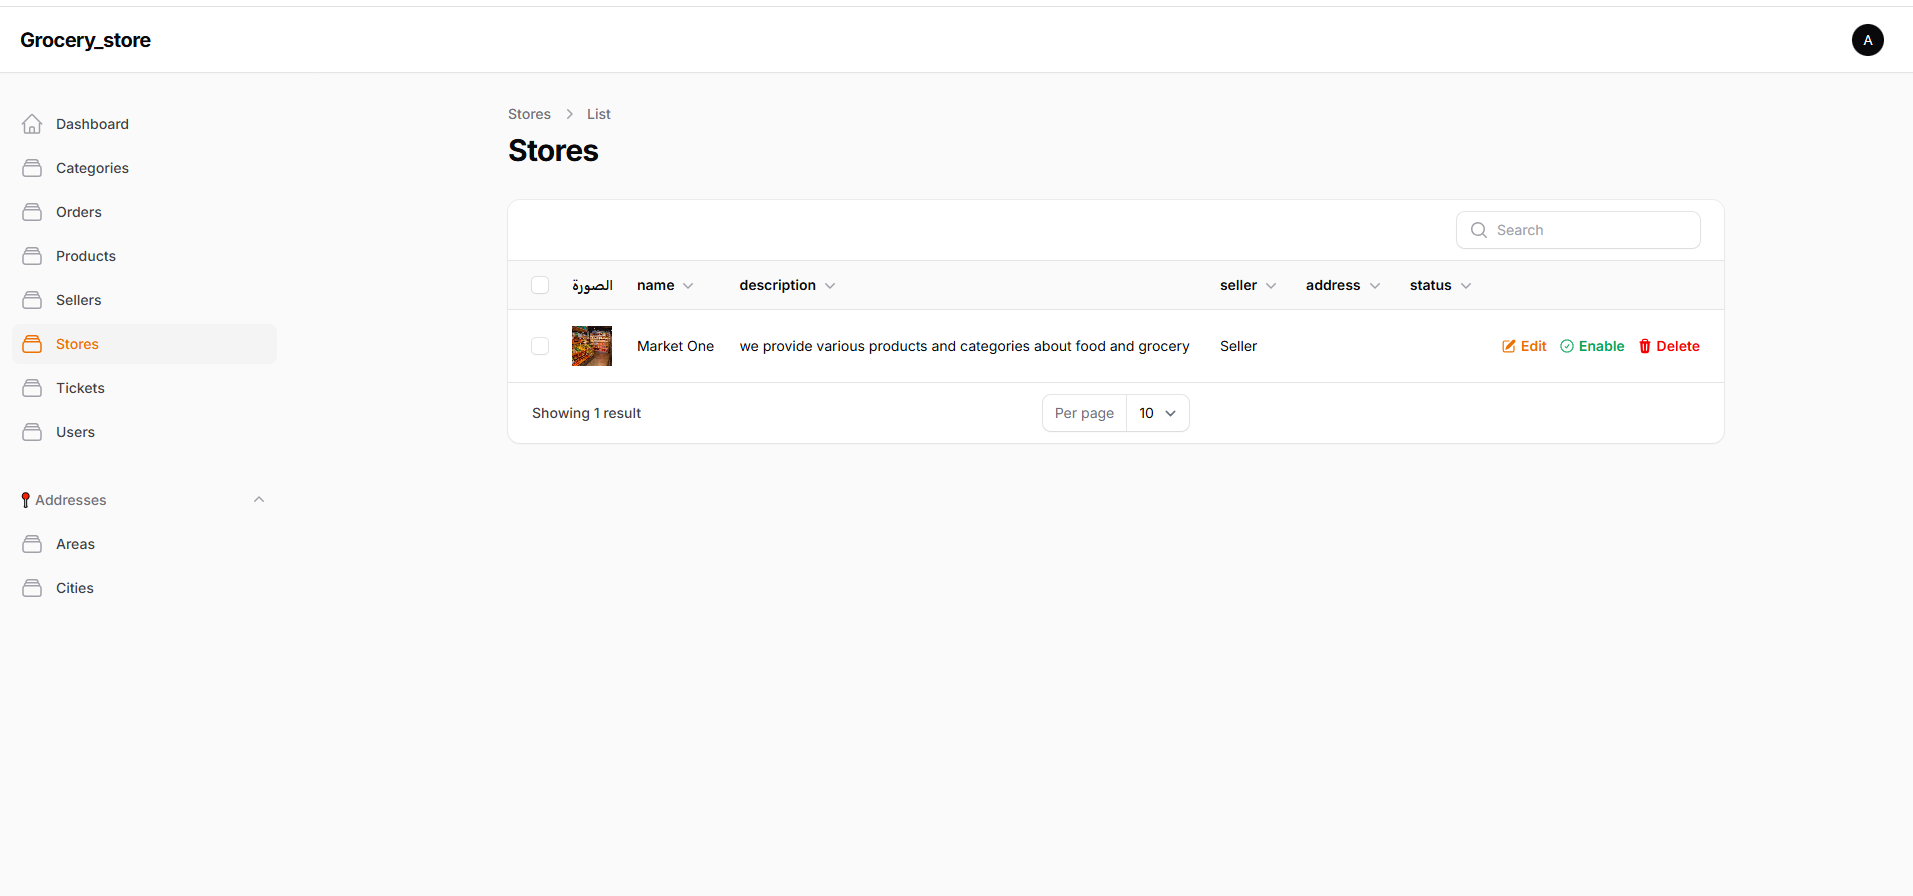 Grocery_store
A
Dashboard
Categories
Orders
Products
Sellers
Stores
Tickets
Users
Addresses
Areas
Cities
Stores > List
Stores
Search
الصورة name description seller address status
Market One we provide various products and categories about food and grocery Seller Edit Enable Delete
Showing 1 result Per page 10